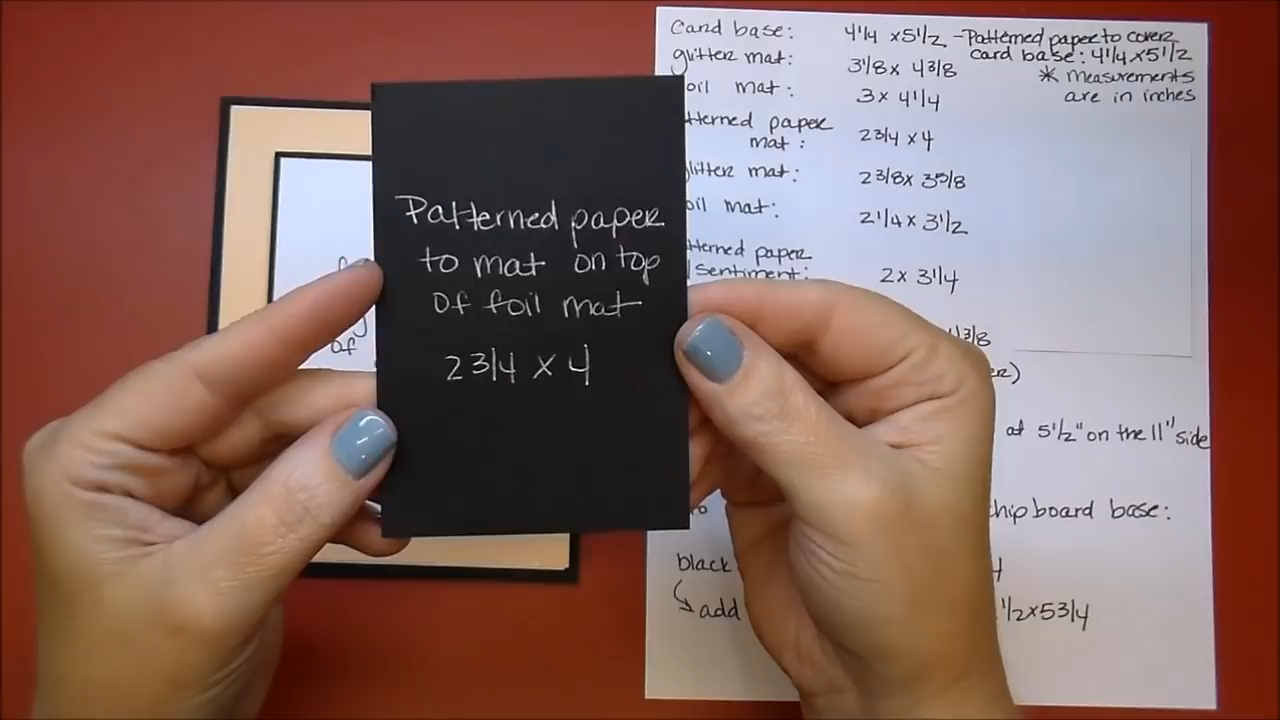 Patterned paper
to mat on top
of foil mat
2 3/4 x 4
card base: 4 1/4 x 5 1/2 - Patterned paper to cover
card base: 4 1/4 x 5 1/2
glitter mat: 3 1/8 x 4 3/8
* measurements
are in inches
oil mat: 3 x 4 1/4
tterned paper
mat: 2 3/4 x 4
litter mat: 2 3/8 x 3 5/8
oil mat: 2 1/4 x 3 1/2
tterned paper
/sentiment: 2 x 3 1/4
3/8
er)
at 5 1/2" on the 11" side
chipboard base:
black
4
↳ add
1/2 x 5 3/4
of